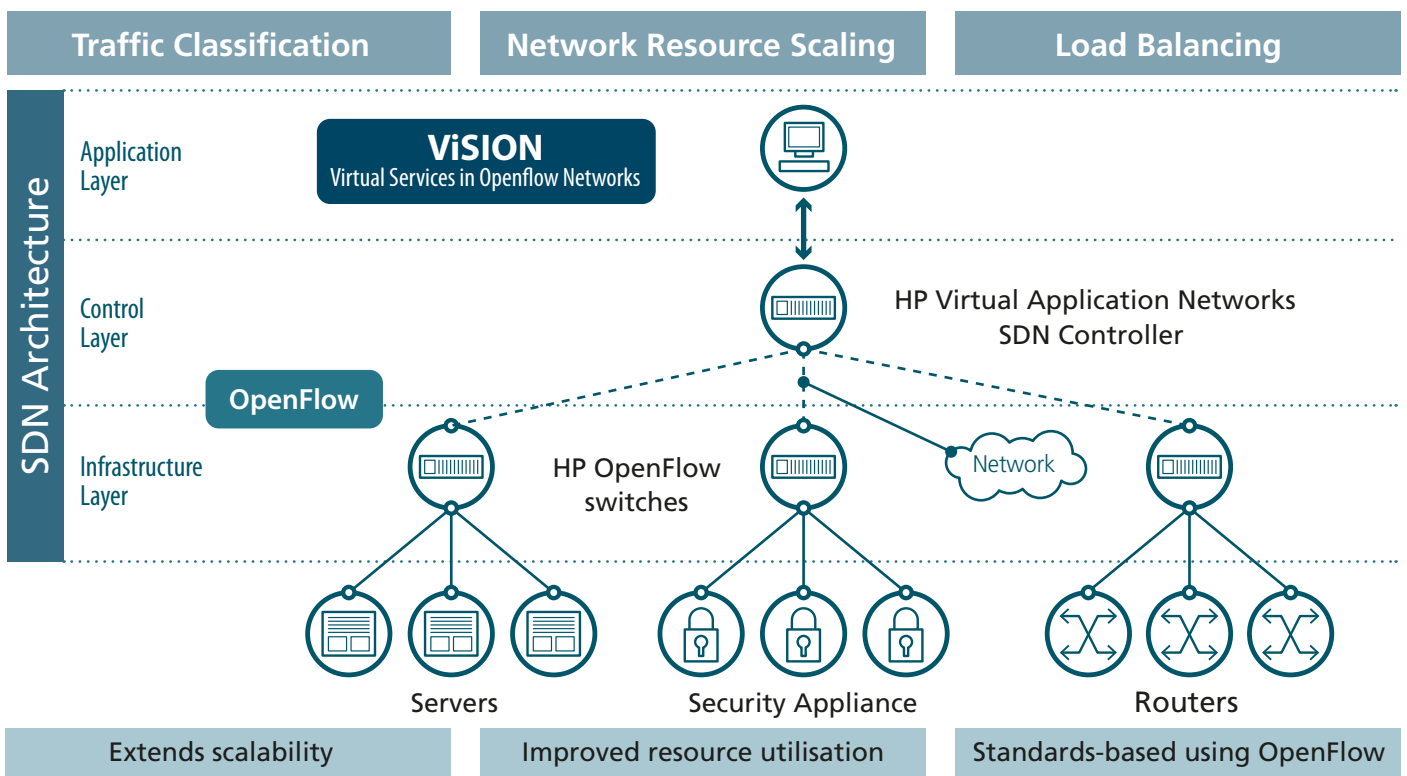 Traffic Classification
Network Resource Scaling
Load Balancing
SDN Architecture
Application
Layer
ViSION
Virtual Services in Openflow Networks
Control
Layer
HP Virtual Application Networks
SDN Controller
OpenFlow
Infrastructure
Layer
HP OpenFlow
switches
Network
Servers
Security Appliance
Routers
Extends scalability
Improved resource utilisation
Standards-based using OpenFlow